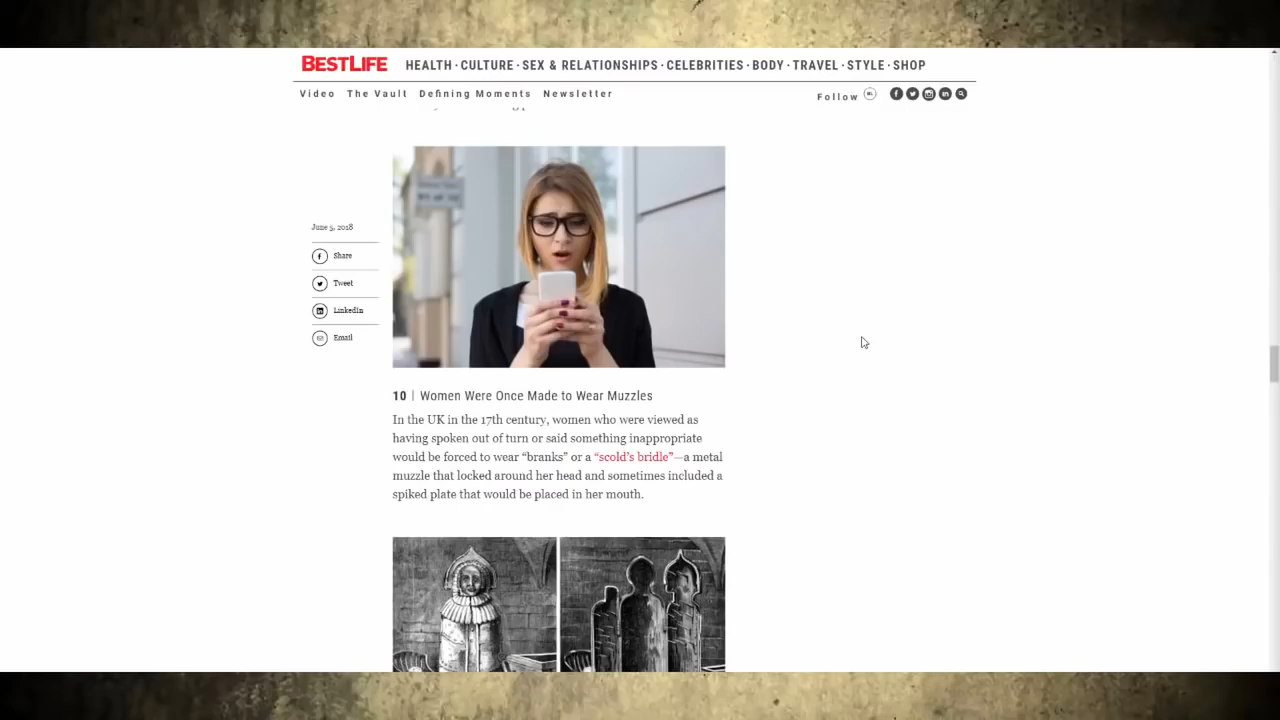 BESTLIFE
HEALTH · CULTURE · SEX & RELATIONSHIPS · CELEBRITIES · BODY · TRAVEL · STYLE · SHOP
Video The Vault Defining Moments Newsletter
Follow
June 5, 2018
Share
Tweet
LinkedIn
Email
10 | Women Were Once Made to Wear Muzzles
In the UK in the 17th century, women who were viewed as
having spoken out of turn or said something inappropriate
would be forced to wear “branks” or a “scold’s bridle”—a metal
muzzle that locked around her head and sometimes included a
spiked plate that would be placed in her mouth.